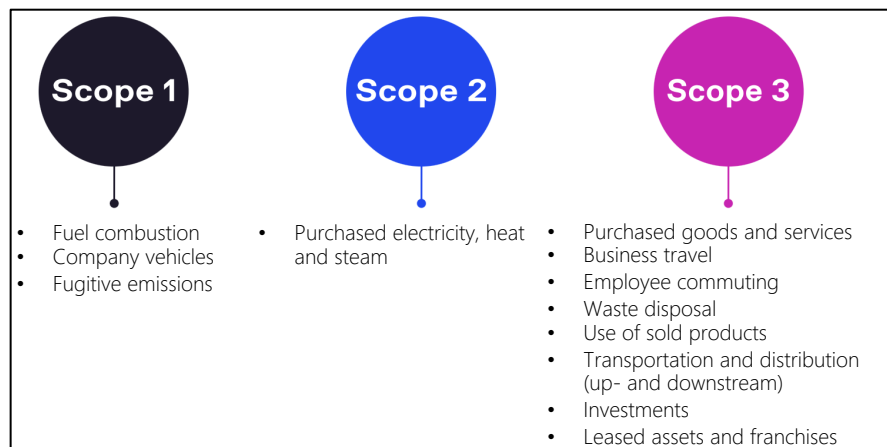 Scope 1
Scope 2
Scope 3
• Fuel combustion
• Company vehicles
• Fugitive emissions
• Purchased electricity, heat
and steam
• Purchased goods and services
• Business travel
• Employee commuting
• Waste disposal
• Use of sold products
• Transportation and distribution
(up- and downstream)
• Investments
• Leased assets and franchises